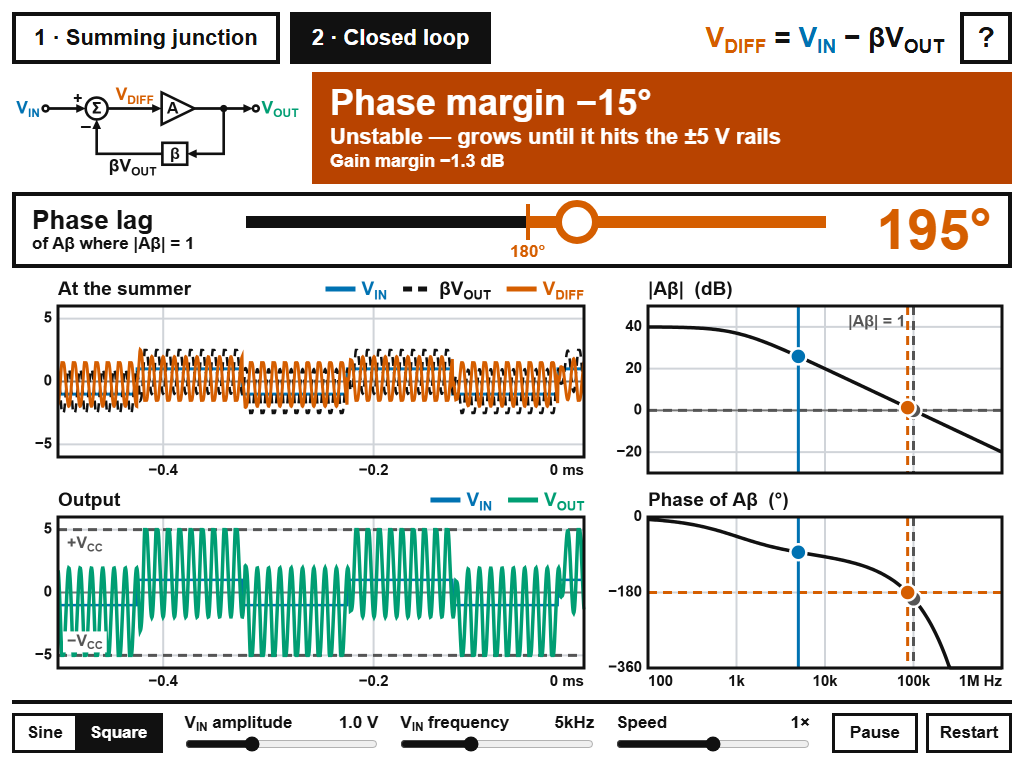 1 · Summing junction
2 · Closed loop
VDIFF = VIN − βVOUT
?
VIN
+
Σ
−
VDIFF
A
VOUT
β
βVOUT
Phase margin −15°
Unstable — grows until it hits the ±5 V rails
Gain margin −1.3 dB
Phase lag
of Aβ where |Aβ| = 1
180°
195°
At the summer
VIN
βVOUT
VDIFF
5
0
−5
−0.4
−0.2
0 ms
|Aβ| (dB)
|Aβ| = 1
40
20
0
−20
Output
VIN
VOUT
5
+VCC
0
−VCC
−5
−0.4
−0.2
0 ms
Phase of Aβ (°)
0
−180
−360
100
1k
10k
100k
1M Hz
Sine
Square
VIN amplitude
1.0 V
VIN frequency
5kHz
Speed
1×
Pause
Restart